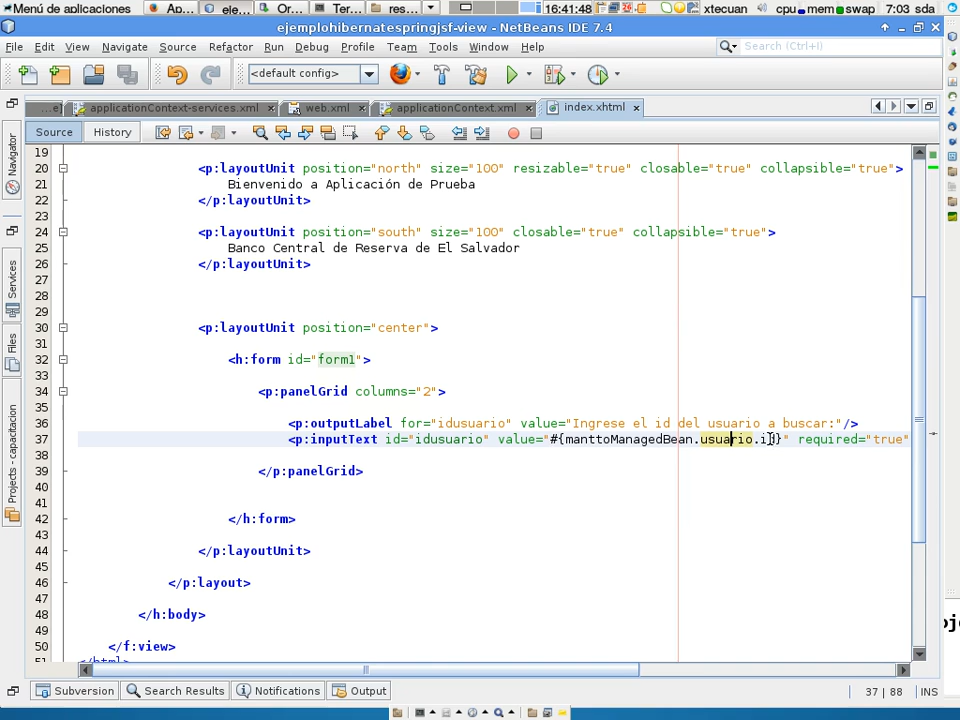 Menú de aplicaciones
Ap...
ele...
Or...
Ter...
res...
16:41:48
xtecuan
cpu
mem
swap
7:03 sda
ejemplohibernatespringjsf-view - NetBeans IDE 7.4
File Edit View Navigate Source Refactor Run Debug Profile Team Tools Window Help
Search (Ctrl+I)
<default config>
...e]
applicationContext-services.xml
web.xml
applicationContext.xml
index.xhtml
Source
History
Navigator
Services
Files
Projects - capacitacion
19
20 <p:layoutUnit position="north" size="100" resizable="true" closable="true" collapsible="true">
21 Bienvenido a Aplicación de Prueba
22 </p:layoutUnit>
23
24 <p:layoutUnit position="south" size="100" closable="true" collapsible="true">
25 Banco Central de Reserva de El Salvador
26 </p:layoutUnit>
27
28
29
30 <p:layoutUnit position="center">
31
32 <h:form id="form1">
33
34 <p:panelGrid columns="2">
35
36 <p:outputLabel for="idusuario" value="Ingrese el id del usuario a buscar:"/>
37 <p:inputText id="idusuario" value="#{manttoManagedBean.usuario.id}" required="true"
38
39 </p:panelGrid>
40
41
42 </h:form>
43
44 </p:layoutUnit>
45
46 </p:layout>
47
48 </h:body>
49
50 </f:view>
51 </html>
Subversion
Search Results
Notifications
Output
37 | 88
INS